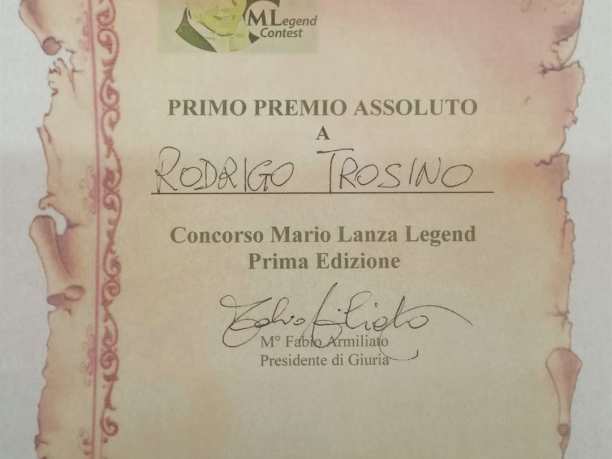 MLegend
Contest
PRIMO PREMIO ASSOLUTO
A
RODRIGO TROSINO
Concorso Mario Lanza Legend
Prima Edizione
M° Fabio Armiliato
Presidente di Giuria